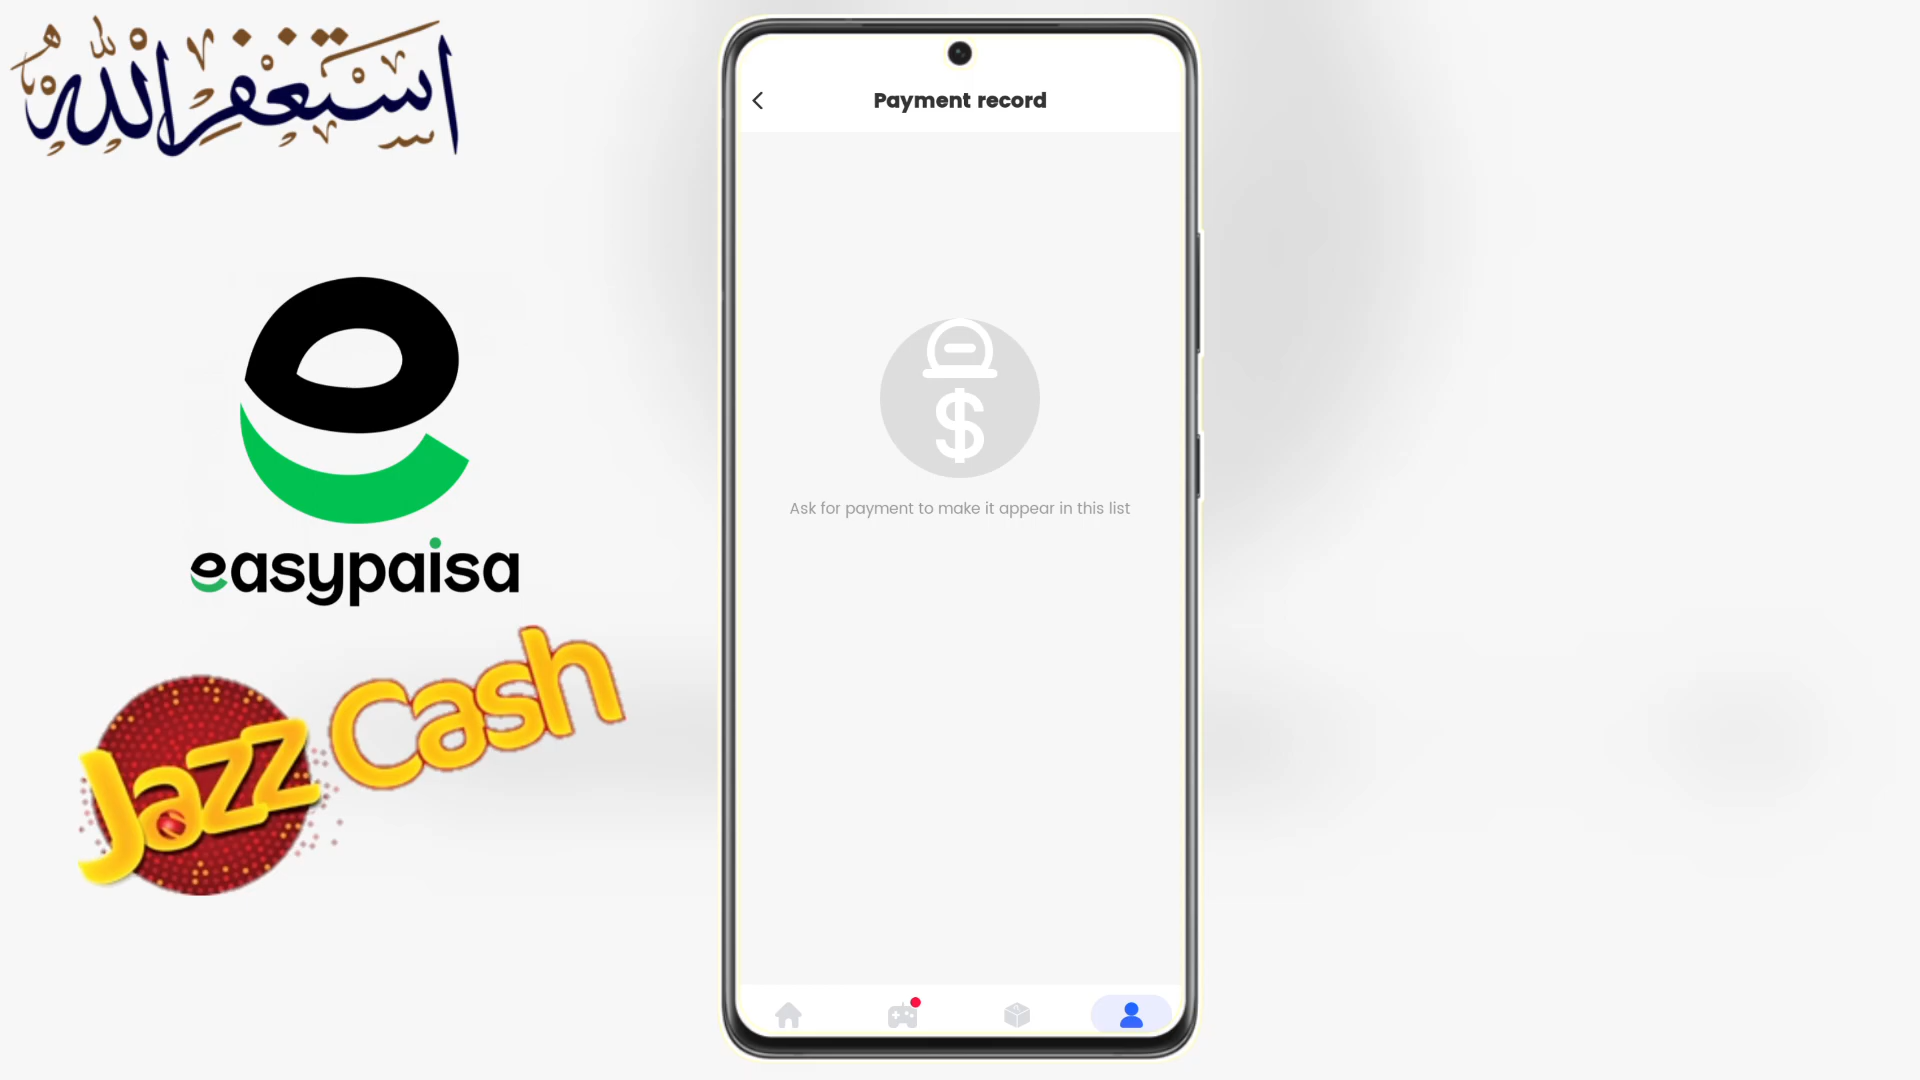 استغفر الله
Payment record
Ask for payment to make it appear in this list
easypaisa
Jazz Cash